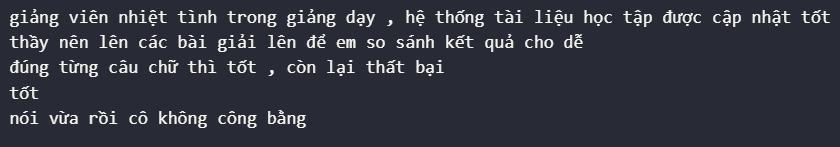 giảng viên nhiệt tình trong giảng dạy , hệ thống tài liệu học tập được cập nhật tốt
thầy nên lên các bài giải lên để em so sánh kết quả cho dễ
đúng từng câu chữ thì tốt , còn lại thất bại
tốt
nói vừa rồi cô không công bằng